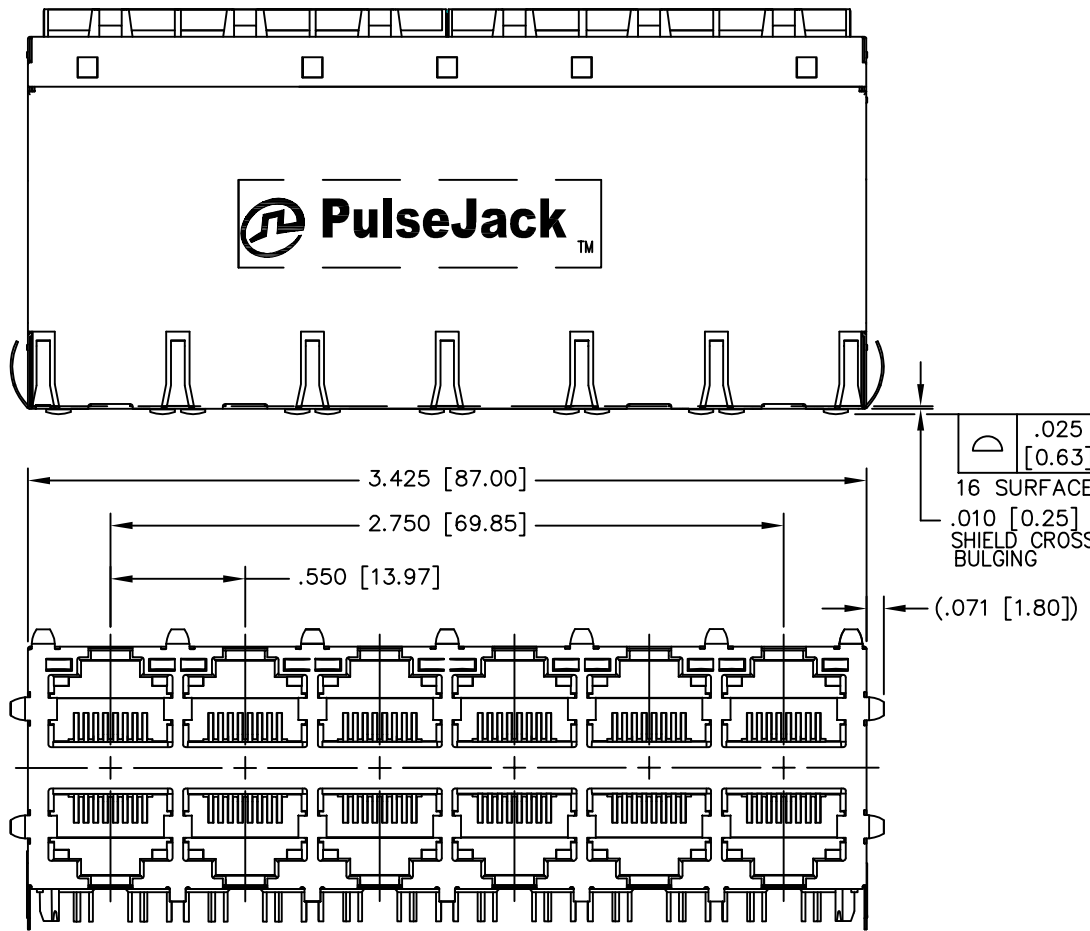 PulseJack
TM
.025
[0.63]
16 SURFACE
.010 [0.25]
SHIELD CROSS
BULGING
3.425 [87.00]
2.750 [69.85]
.550 [13.97]
(.071 [1.80])